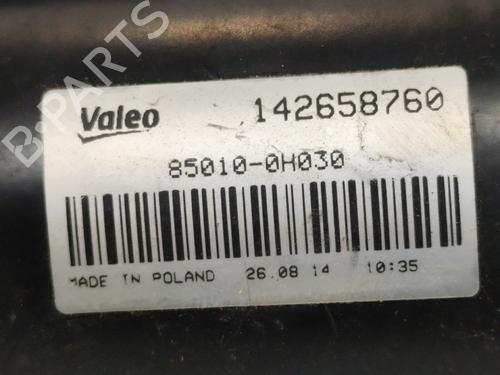 B-PARTS
Valeo 142658760
85010-0H030
MADE IN POLAND 26.08 14 10:35